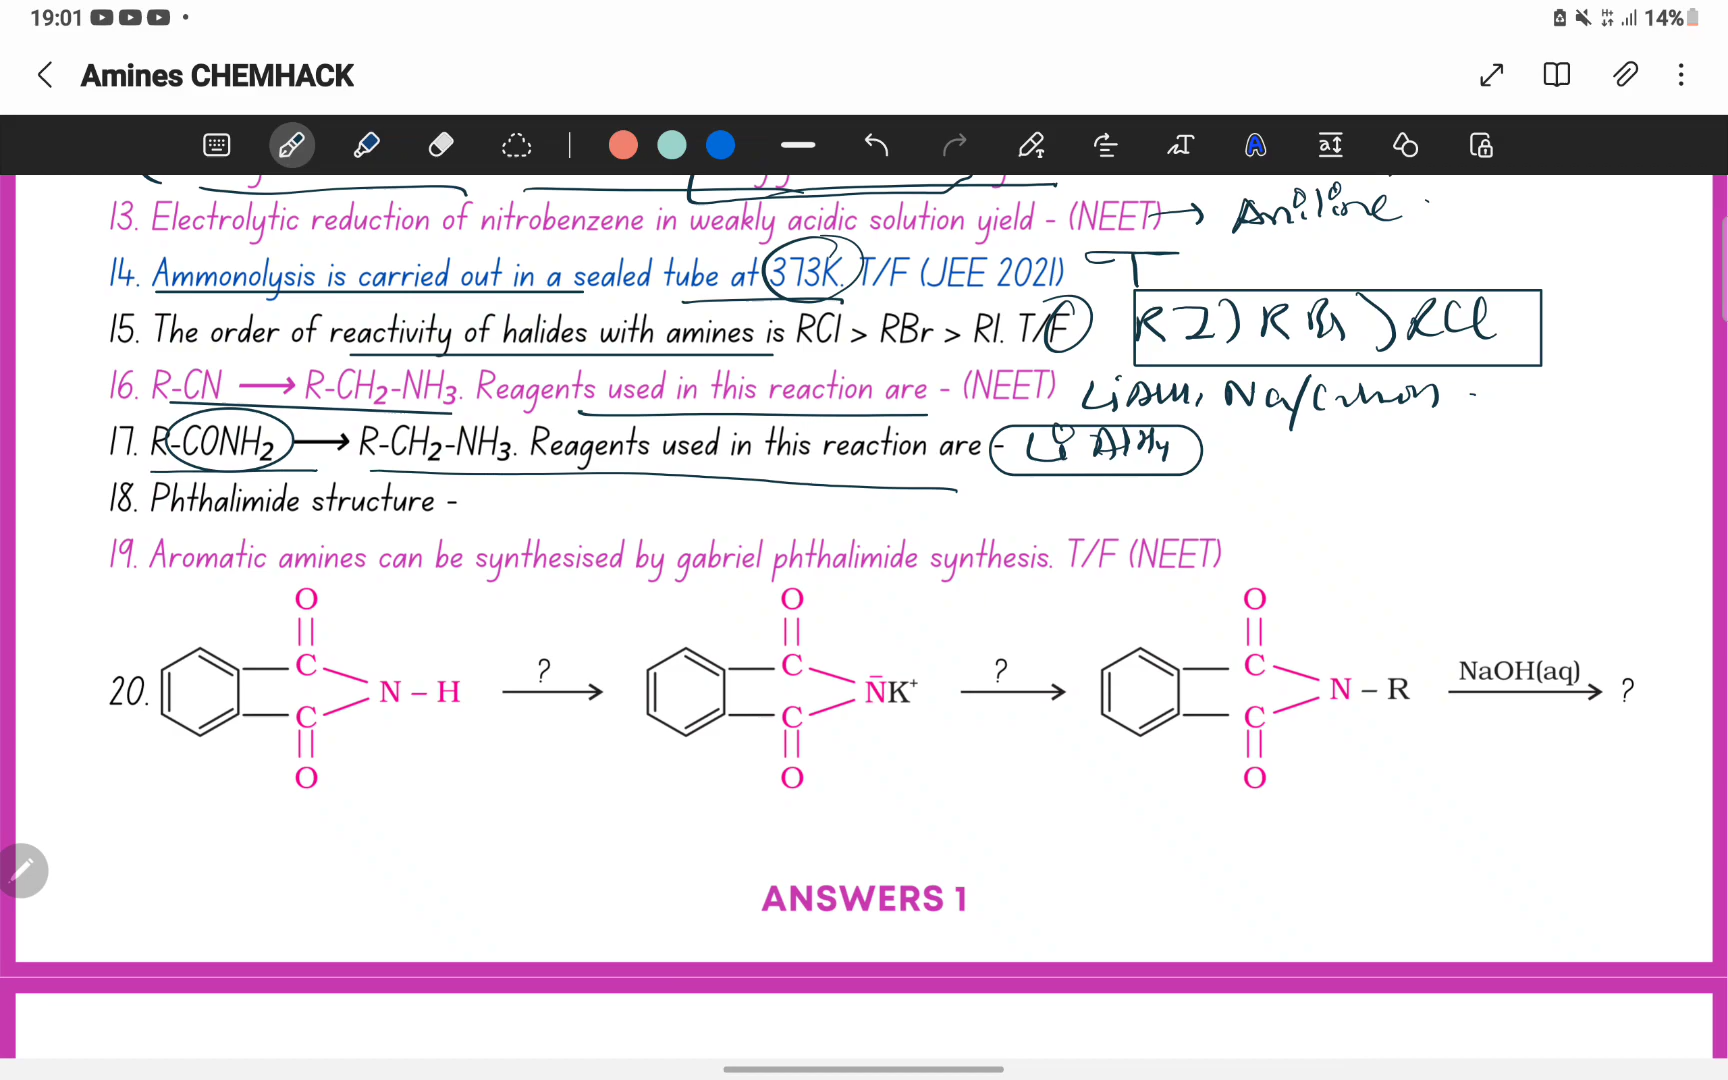 19:01
14%
Amines CHEMHACK
13. Electrolytic reduction of nitrobenzene in weakly acidic solution yield - (NEET) → Aniline
14. Ammonolysis is carried out in a sealed tube at 373K. T/F (JEE 2021) T
15. The order of reactivity of halides with amines is RCl > RBr > RI. T/F RI > RBr > RCl
16. R-CN ⟶ R-CH₂-NH₃. Reagents used in this reaction are - (NEET)
17. R-CONH₂ ⟶ R-CH₂-NH₃. Reagents used in this reaction are - LiAlH4
18. Phthalimide structure -
19. Aromatic amines can be synthesised by gabriel phthalimide synthesis. T/F (NEET)
O O O
C ? C ? C NaOH(aq)
20. N – H N̄K⁺ N – R ?
C C C
O O O
ANSWERS 1